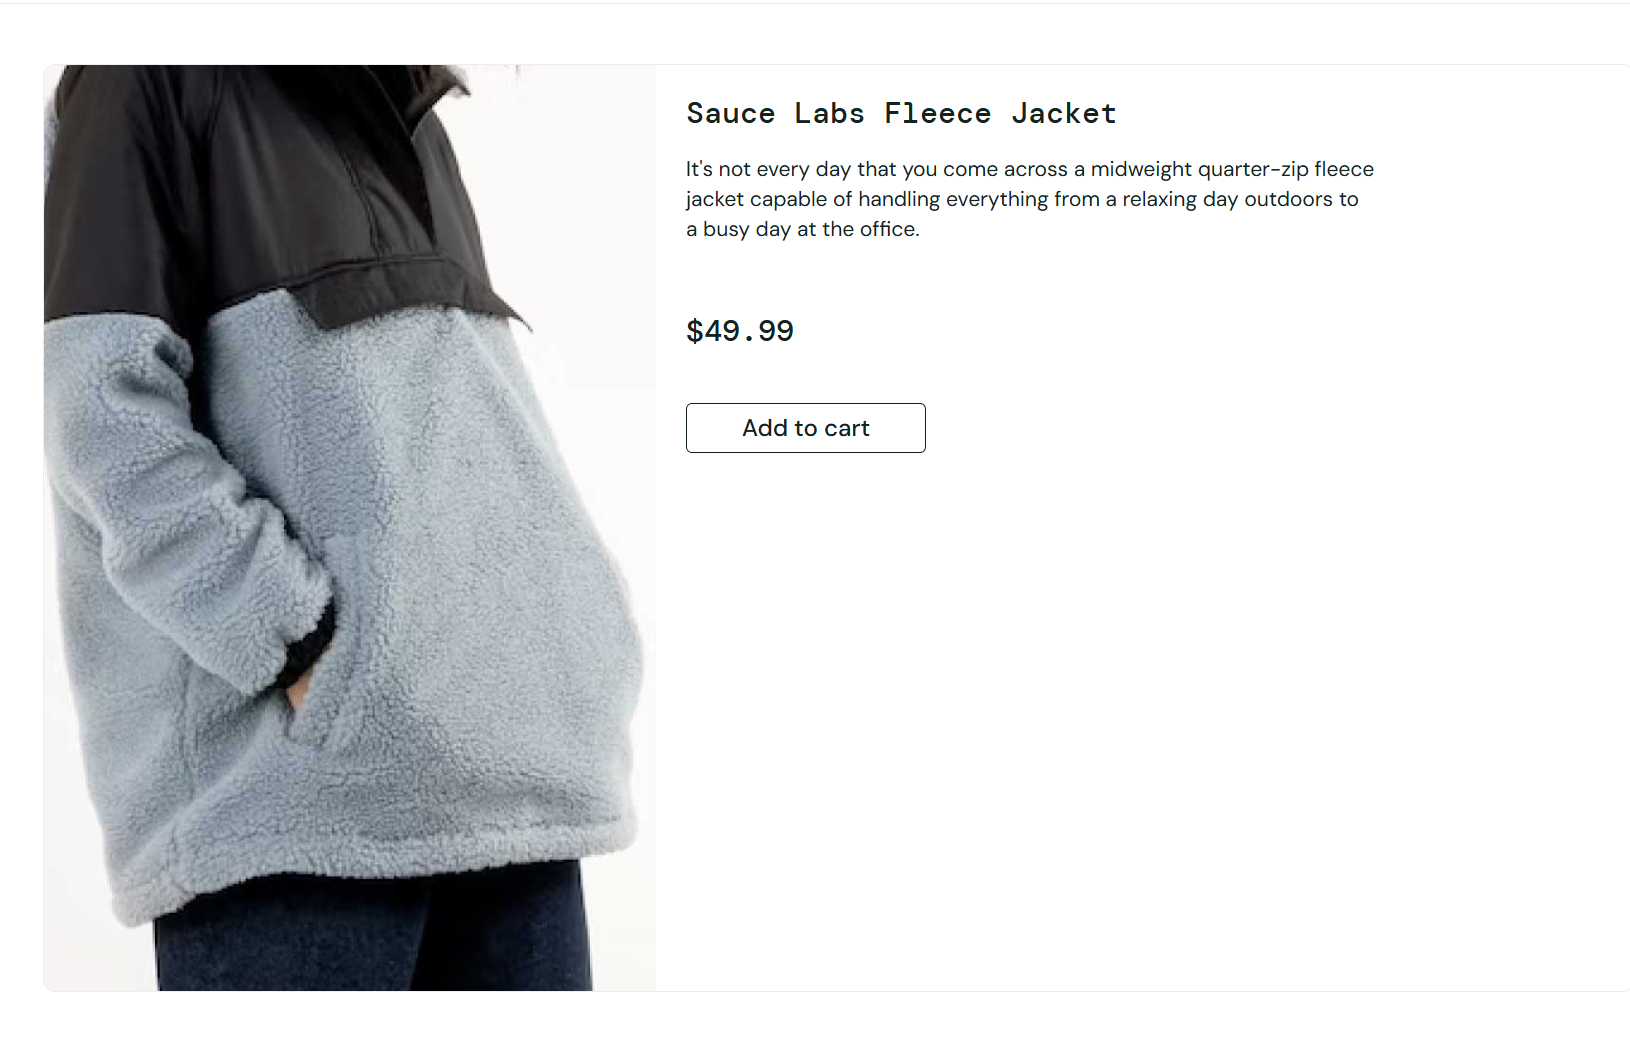 Sauce Labs Fleece Jacket
It's not every day that you come across a midweight quarter-zip fleece
jacket capable of handling everything from a relaxing day outdoors to
a busy day at the office.
$49.99
Add to cart